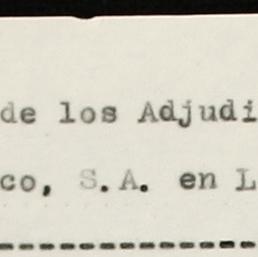 de los Adjudi
co, S.A. en L
--------------------